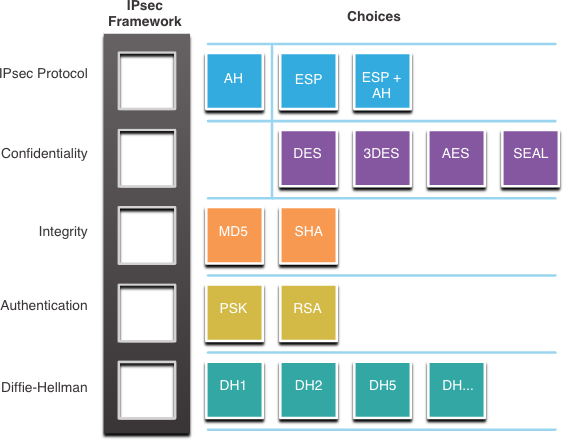 IPsec
Framework
Choices
IPsec Protocol
AH
ESP
ESP +
AH
Confidentiality
DES
3DES
AES
SEAL
Integrity
MD5
SHA
Authentication
PSK
RSA
Diffie-Hellman
DH1
DH2
DH5
DH...